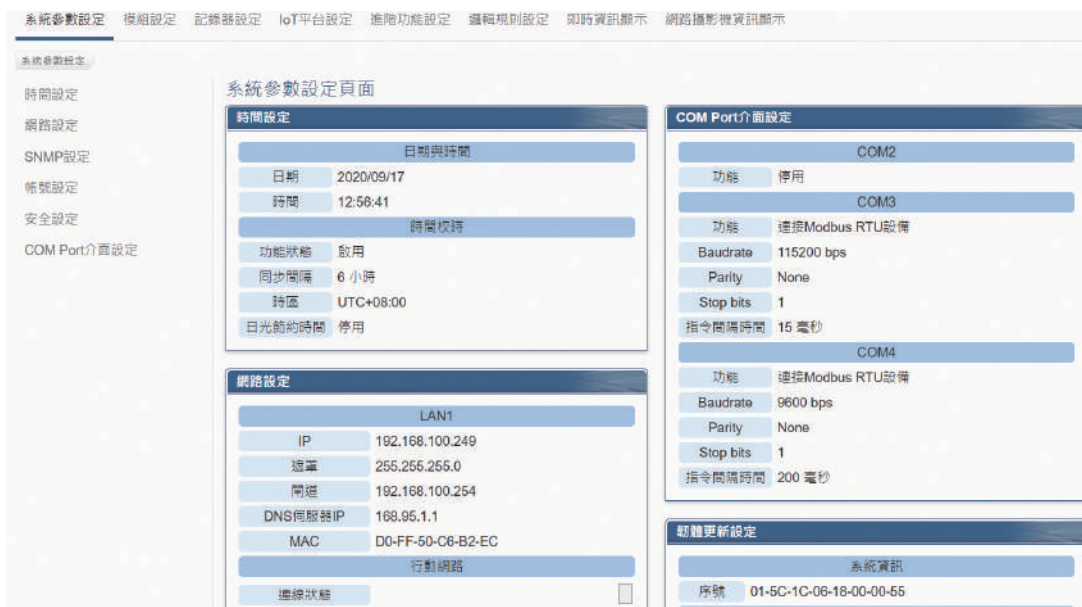 系統參數設定 模組設定 記錄器設定 IoT平台設定 進階功能設定 邏輯規則設定 即時資訊顯示 網路攝影機資訊顯示
系統參數設定
時間設定
網路設定
SNMP設定
帳號設定
安全設定
COM Port介面設定
系統參數設定頁面
時間設定
日期與時間
日期 2020/09/17
時間 12:56:41
時間校時
功能狀態 啟用
同步間隔 6 小時
時區 UTC+08:00
日光節約時間 停用
網路設定
LAN1
IP 192.168.100.249
遮罩 255.255.255.0
閘道 192.168.100.254
DNS伺服器IP 168.95.1.1
MAC D0-FF-50-C6-B2-EC
行動網路
連線狀態
COM Port介面設定
COM2
功能 停用
COM3
功能 連接Modbus RTU設備
Baudrate 115200 bps
Parity None
Stop bits 1
指令間隔時間 15 毫秒
COM4
功能 連接Modbus RTU設備
Baudrate 9600 bps
Parity None
Stop bits 1
指令間隔時間 200 毫秒
韌體更新設定
系統資訊
序號 01-5C-1C-06-18-00-00-55